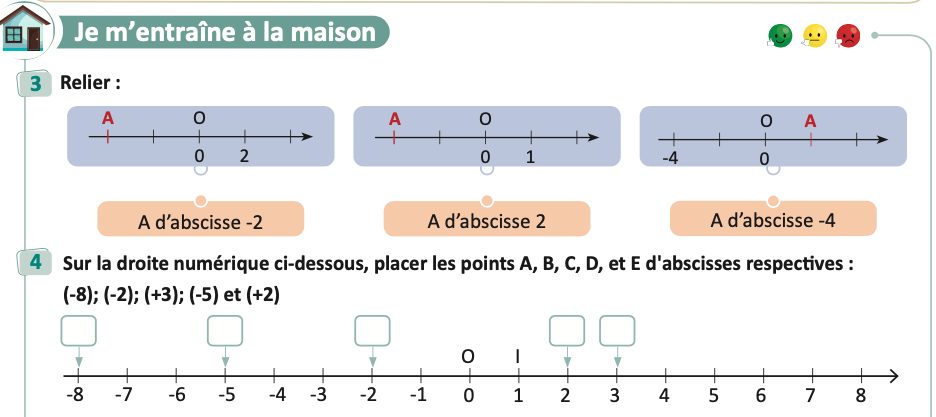 Je m'entraîne à la maison
3 Relier :
A O
0 2
A O
0 1
O A
-4 0
A d'abscisse -2
A d'abscisse 2
A d'abscisse -4
4 Sur la droite numérique ci-dessous, placer les points A, B, C, D, et E d'abscisses respectives :
(-8); (-2); (+3); (-5) et (+2)
O I
-8 -7 -6 -5 -4 -3 -2 -1 0 1 2 3 4 5 6 7 8